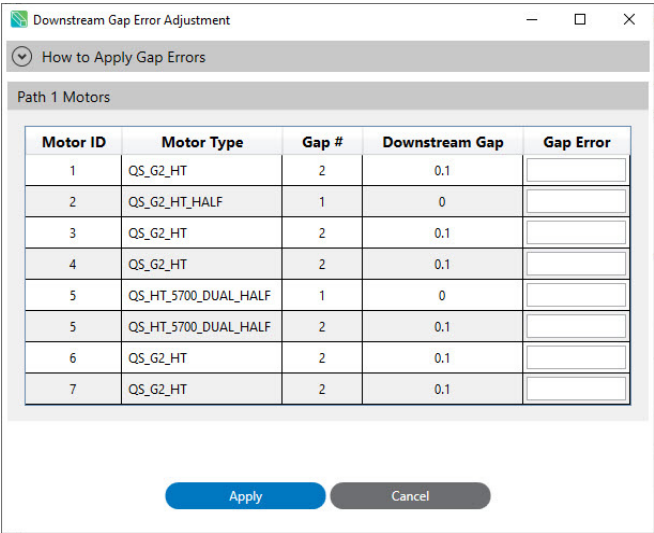 Downstream Gap Error Adjustment
How to Apply Gap Errors
Path 1 Motors
Motor ID Motor Type Gap # Downstream Gap Gap Error
1 QS_G2_HT 2 0.1
2 QS_G2_HT_HALF 1 0
3 QS_G2_HT 2 0.1
4 QS_G2_HT 2 0.1
5 QS_HT_5700_DUAL_HALF 1 0
5 QS_HT_5700_DUAL_HALF 2 0.1
6 QS_G2_HT 2 0.1
7 QS_G2_HT 2 0.1
Apply Cancel